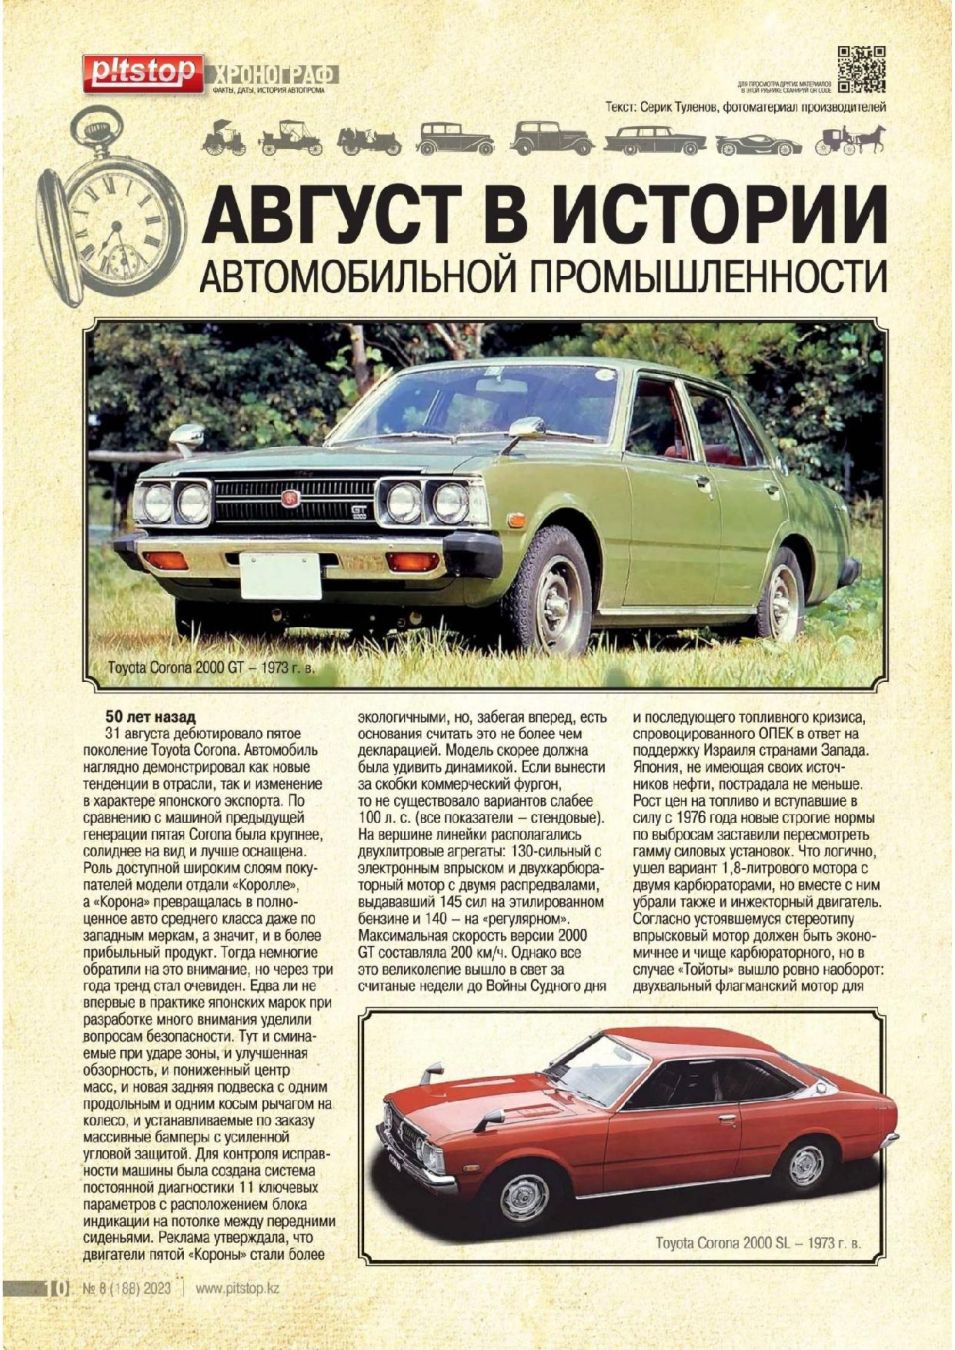 p!tstop
ХРОНОГРАФ
ФАКТЫ, ДАТЫ, ИСТОРИЯ АВТОПРОМА
ДЛЯ ПРОСМОТРА ДРУГИХ МАТЕРИАЛОВ
В ЭТОЙ РУБРИКЕ СКАНИРУЙ QR CODE
Текст: Серик Туленов, фотоматериал производителей
АВГУСТ В ИСТОРИИ
АВТОМОБИЛЬНОЙ ПРОМЫШЛЕННОСТИ
GT
2000
Toyota Corona 2000 GT – 1973 г. в.
50 лет назад
31 августа дебютировало пятое
поколение Toyota Corona. Автомобиль
наглядно демонстрировал как новые
тенденции в отрасли, так и изменение
в характере японского экспорта. По
сравнению с машиной предыдущей
генерации пятая Corona была крупнее,
солиднее на вид и лучше оснащена.
Роль доступной широким слоям поку-
пателей модели отдали «Королле»,
а «Корона» превращалась в полно-
ценное авто среднего класса даже по
западным меркам, а значит, и в более
прибыльный продукт. Тогда немногие
обратили на это внимание, но через три
года тренд стал очевиден. Едва ли не
впервые в практике японских марок при
разработке много внимания уделили
вопросам безопасности. Тут и смина-
емые при ударе зоны, и улучшенная
обзорность, и пониженный центр
масс, и новая задняя подвеска с одним
продольным и одним косым рычагом на
колесо, и устанавливаемые по заказу
массивные бамперы с усиленной
угловой защитой. Для контроля исправ-
ности машины была создана система
постоянной диагностики 11 ключевых
параметров с расположением блока
индикации на потолке между передними
сиденьями. Реклама утверждала, что
двигатели пятой «Короны» стали более
экологичными, но, забегая вперед, есть
основания считать это не более чем
декларацией. Модель скорее должна
была удивить динамикой. Если вынести
за скобки коммерческий фургон,
то не существовало вариантов слабее
100 л. с. (все показатели – стендовые).
На вершине линейки располагались
двухлитровые агрегаты: 130-сильный с
электронным впрыском и двухкарбюра-
торный мотор с двумя распредвалами,
выдававший 145 сил на этилированном
бензине и 140 – на «регулярном».
Максимальная скорость версии 2000
GT составляла 200 км/ч. Однако все
это великолепие вышло в свет за
считаные недели до Войны Судного дня
и последующего топливного кризиса,
спровоцированного ОПЕК в ответ на
поддержку Израиля странами Запада.
Япония, не имеющая своих источ-
ников нефти, пострадала не меньше.
Рост цен на топливо и вступавшие в
силу с 1976 года новые строгие нормы
по выбросам заставили пересмотреть
гамму силовых установок. Что логично,
ушел вариант 1,8-литрового мотора с
двумя карбюраторами, но вместе с ним
убрали также и инжекторный двигатель.
Согласно устоявшемуся стереотипу
впрысковый мотор должен быть эконо-
мичнее и чище карбюраторного, но в
случае «Тойоты» вышло ровно наоборот:
двухвальный флагманский мотор для
Toyota Corona 2000 SL – 1973 г. в.
10 № 8 (188) 2023 | www.pitstop.kz